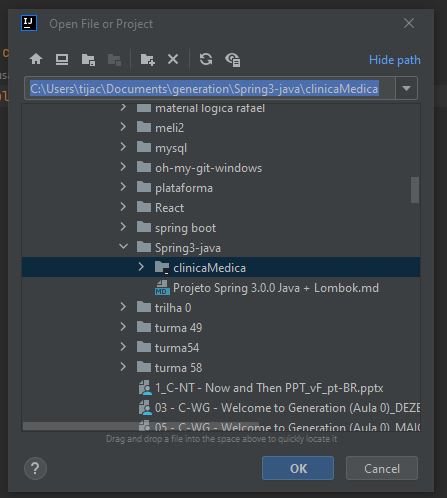 IJ
Open File or Project
Hide path
C:\Users\tijac\Documents\generation\Spring3-java\clinicaMedica
material logica rafael
meli2
mysql
oh-my-git-windows
plataforma
React
spring boot
Spring3-java
clinicaMedica
MD
Projeto Spring 3.0.0 Java + Lombok.md
trilha 0
turma 49
turma54
turma 58
1_C-NT - Now and Then PPT_vF_pt-BR.pptx
03 - C-WG - Welcome to Generation (Aula 0)_DEZE
05 - C-WG - Welcome to Generation (Aula 0)_MAIO
Drag and drop a file into the space above to quickly locate it
?
OK
Cancel